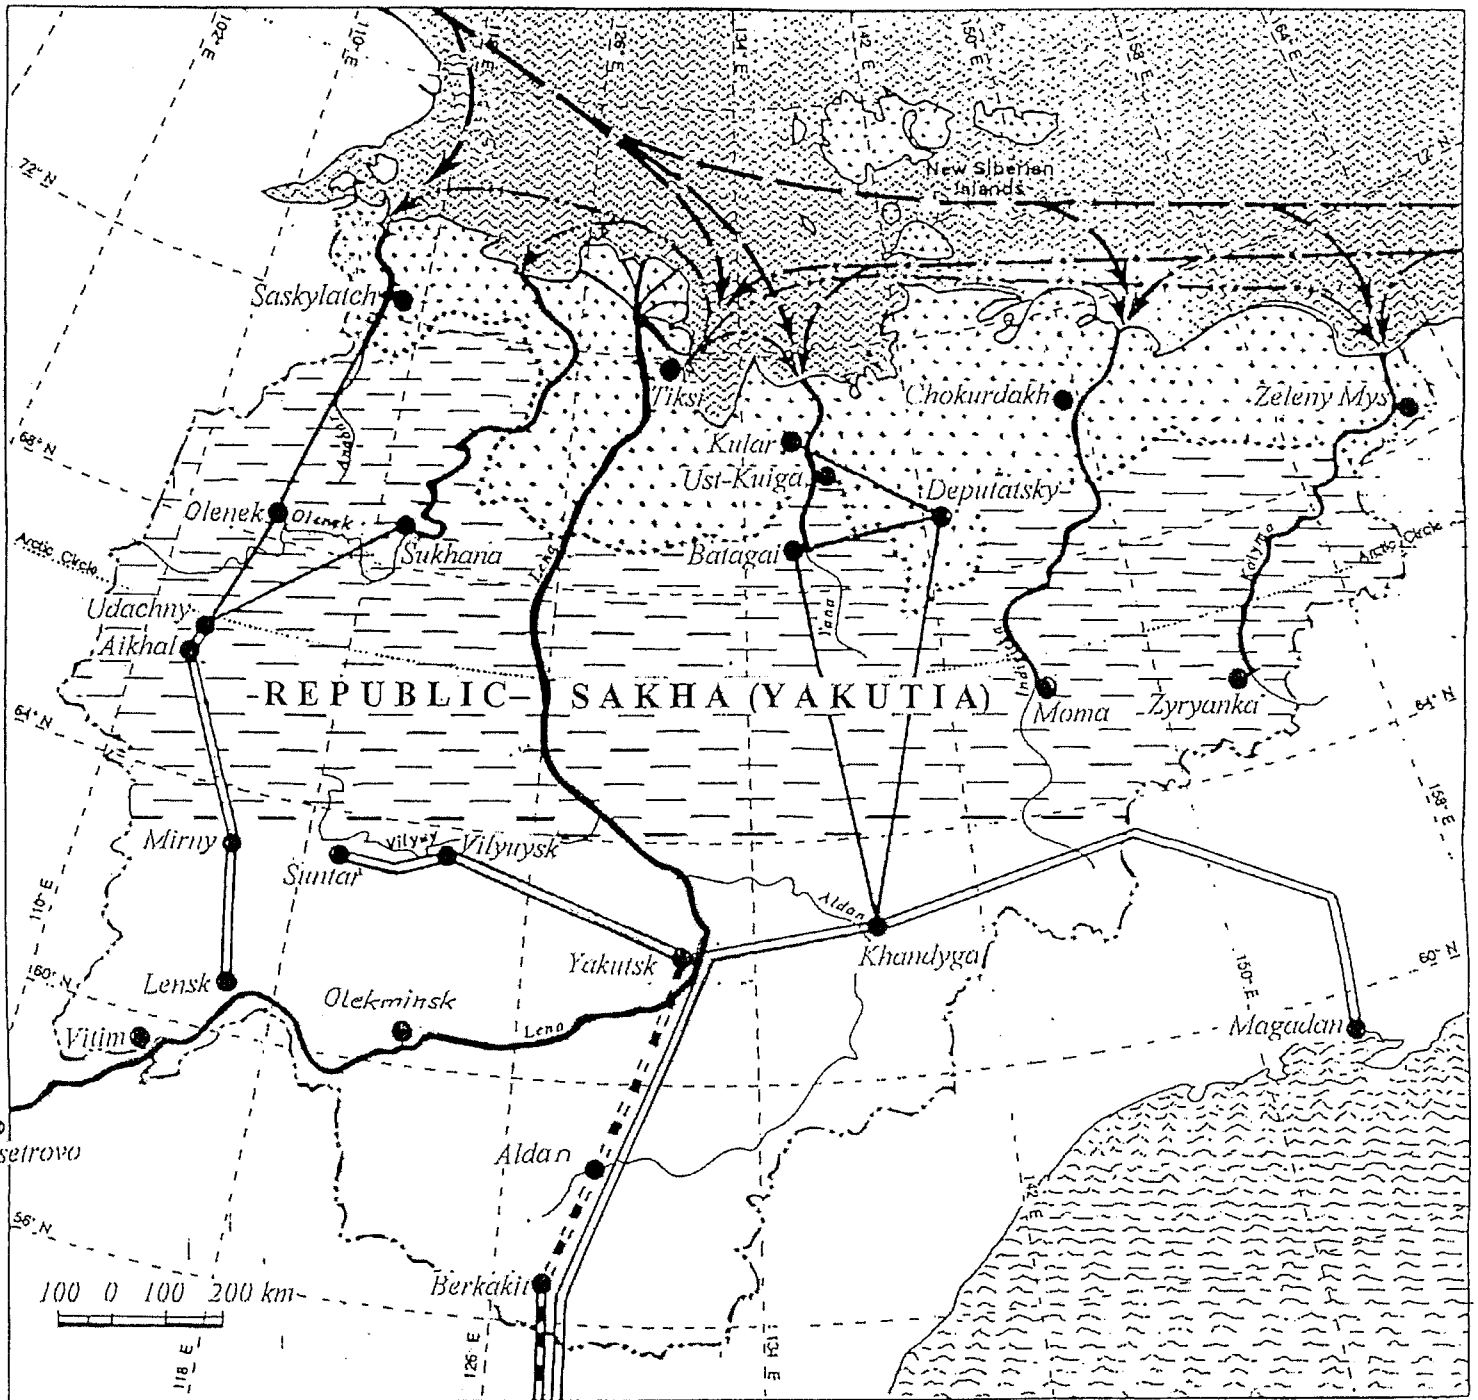 102° E
110° E
118° E
126° E
134° E
142° E
150° E
158° E
164° E
72° N
72° N
New Siberian
Islands
Saskylatch
Anabar
Tiksi
Chokurdakh
Zeleny Mys
68° N
Kular
Ust-Kuiga
Deputatsky
Olenek
Olenek
Sukhana
Batagai
Lena
Kolyma
Arctic Circle
Arctic Circle
Udachny
Aikhal
Yana
Indigirka
REPUBLIC SAKHA (YAKUTIA)
Moma
Zyryanka
64° N
64° N
Mirny
Vilyuy
Vilyuysk
Suntar
158° E
110° E
Aldan
Yakutsk
Khandyga
60° N
60° N
Lensk
Olekminsk
150° E
Vitim
Lena
Magadan
setrovo
Aldan
142° E
56° N
Berkakit
100 0 100 200 km
118 E
126° E
134 E